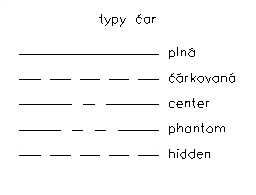 typy čar
plná
čárkovaná
center
phantom
hidden